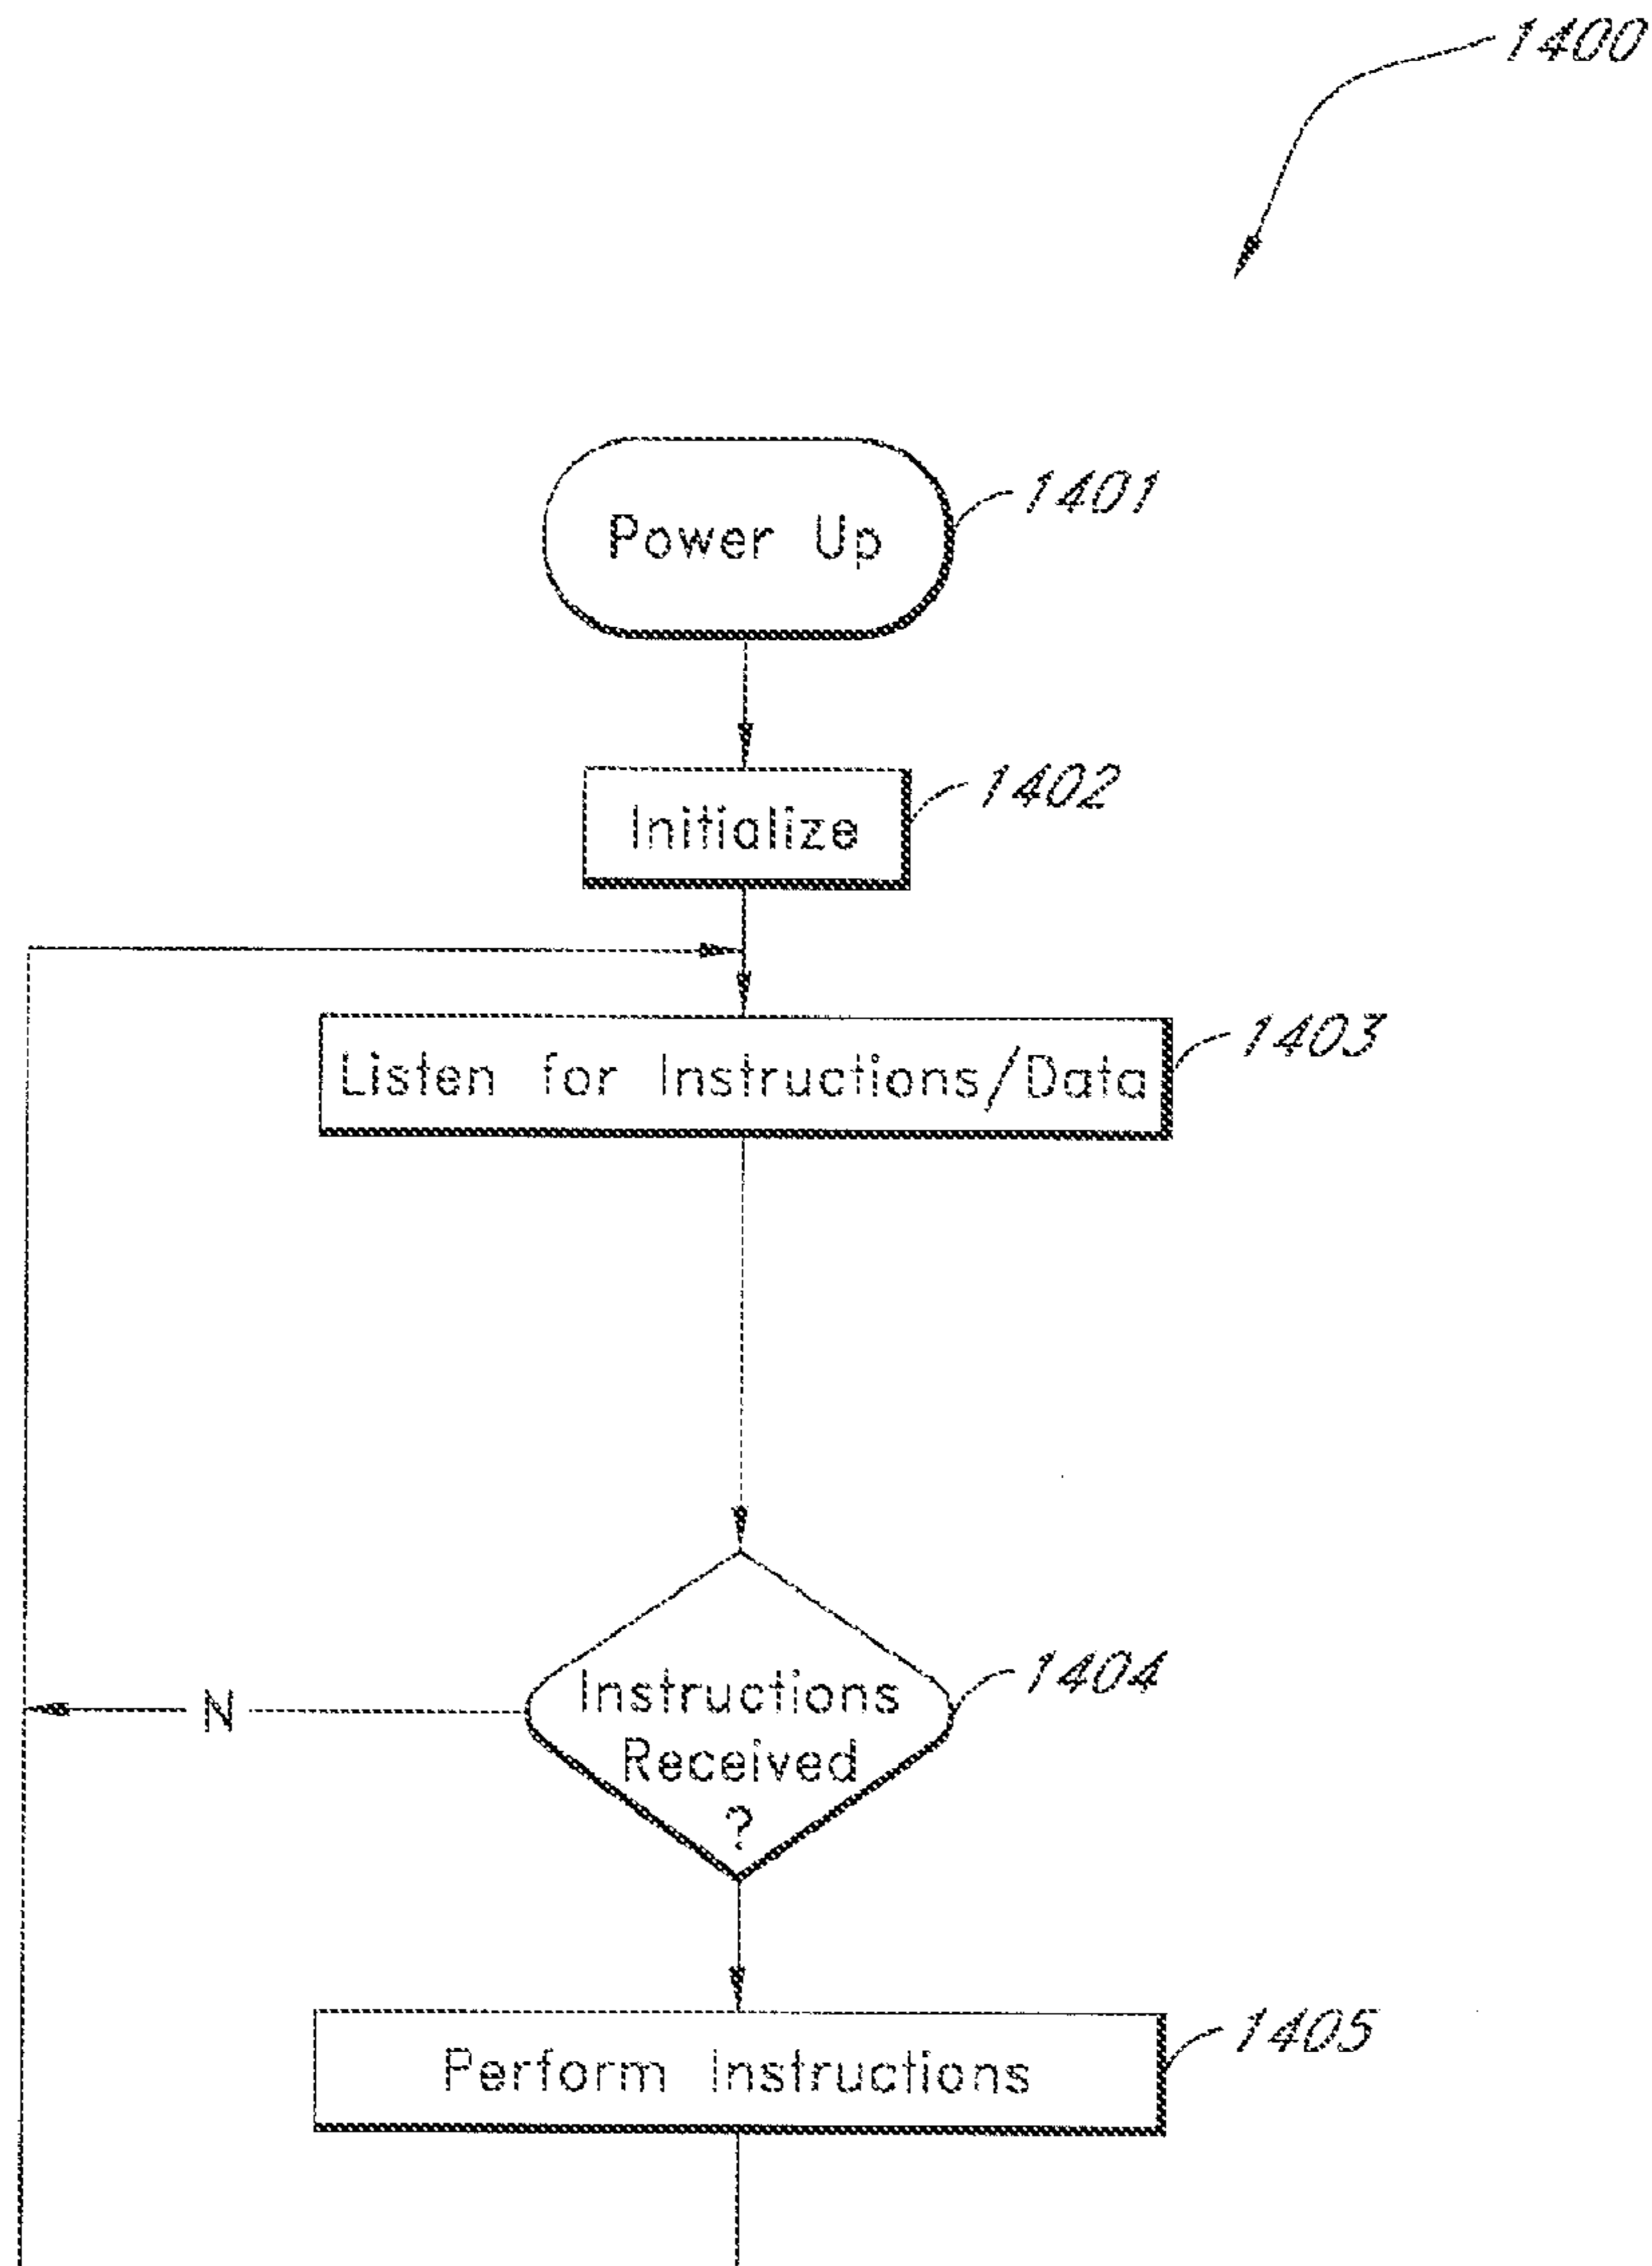 1400
Power Up
1401
Initialize
1402
Listen for Instructions/Data
1403
Instructions
Received
?
1404
N
Perform Instructions
1405